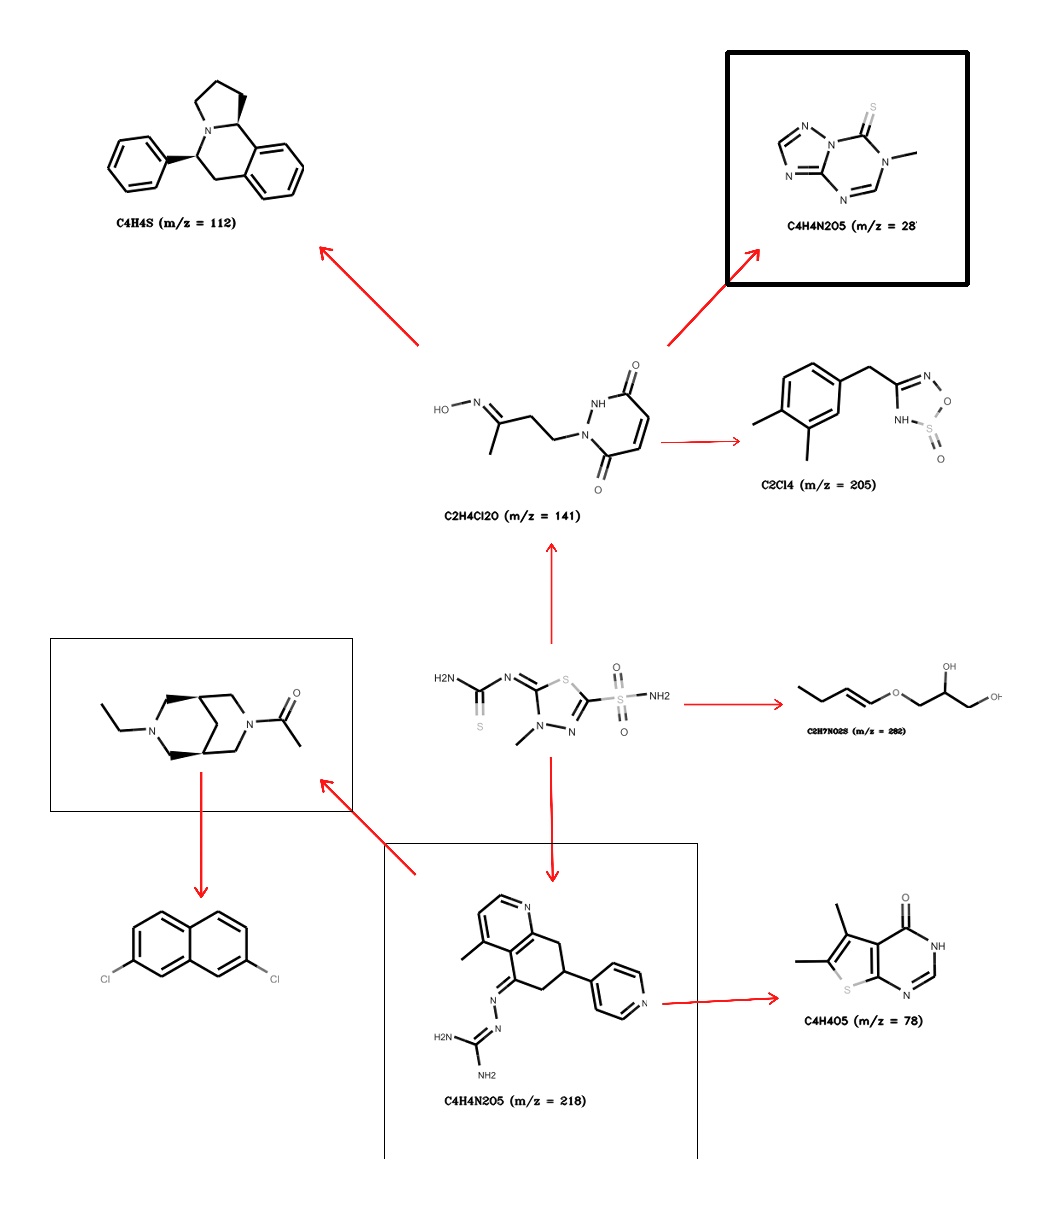 S
N
N
N
N
N
N
C4H4S (m/z = 112)
C4H4N2O5 (m/z = 28
O
HO
N
NH
N
O
N
O
NH
S
O
C2Cl4 (m/z = 205)
C2H4Cl2O (m/z = 141)
H2N
N
S
O
S
NH2
O
S
N
N
OH
O
OH
C2H7NO2S (m/z = 282)
N
N
O
N
N
N
N
H2N
NH2
O
NH
N
S
Cl
Cl
C4H4O5 (m/z = 78)
C4H4N2O5 (m/z = 218)